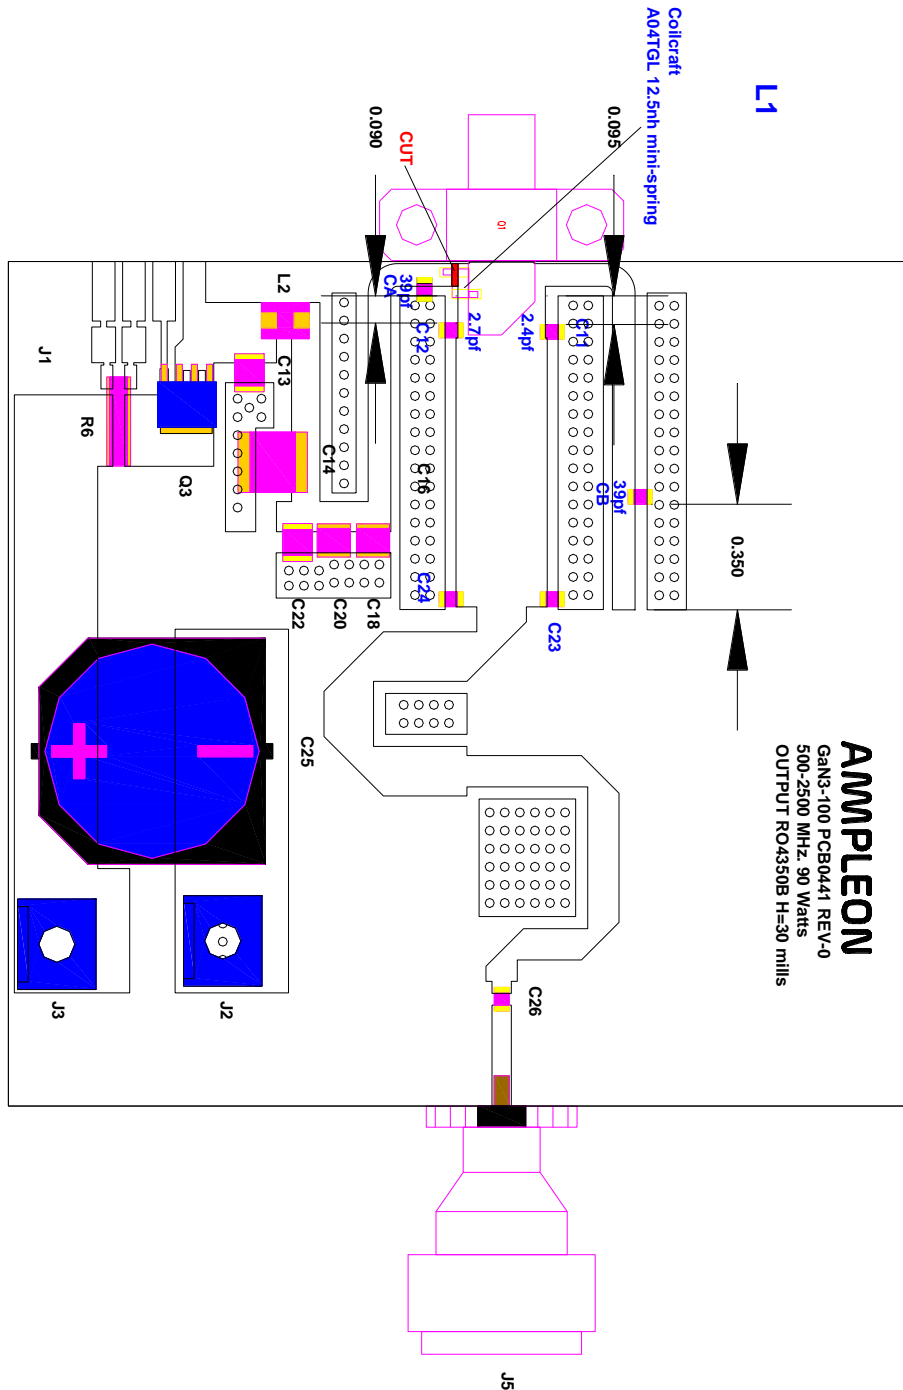 L1
Coilcraft
A04TGL 12.5nh mini-spring
0.090
CUT
0.095
Q1
L2
39pf
CA
2.7pf
C12
2.4pf
C11
J1
R6
C13
Q3
C14
C16
39pf
CB
0.350
C24
C23
C22
C20
C18
C25
AMPLEON
GaN3-100 PCB0441 REV-0
500-2500 MHz. 90 Watts
OUTPUT RO4350B H=30 mills
J3
J2
C26
J5